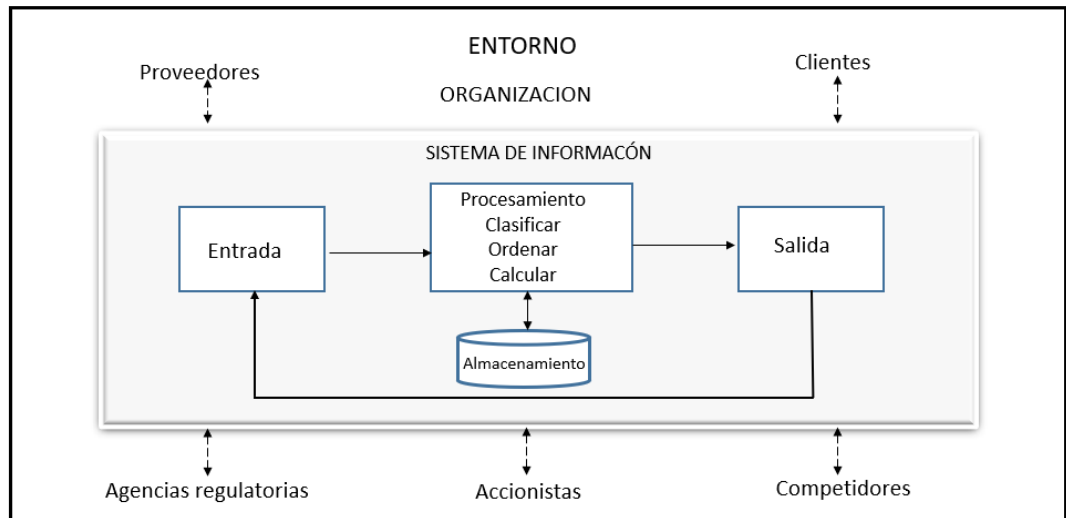 ENTORNO
Proveedores
Clientes
ORGANIZACION
SISTEMA DE INFORMACÓN
Entrada
Procesamiento
Clasificar
Ordenar
Calcular
Salida
Almacenamiento
Agencias regulatorias
Accionistas
Competidores